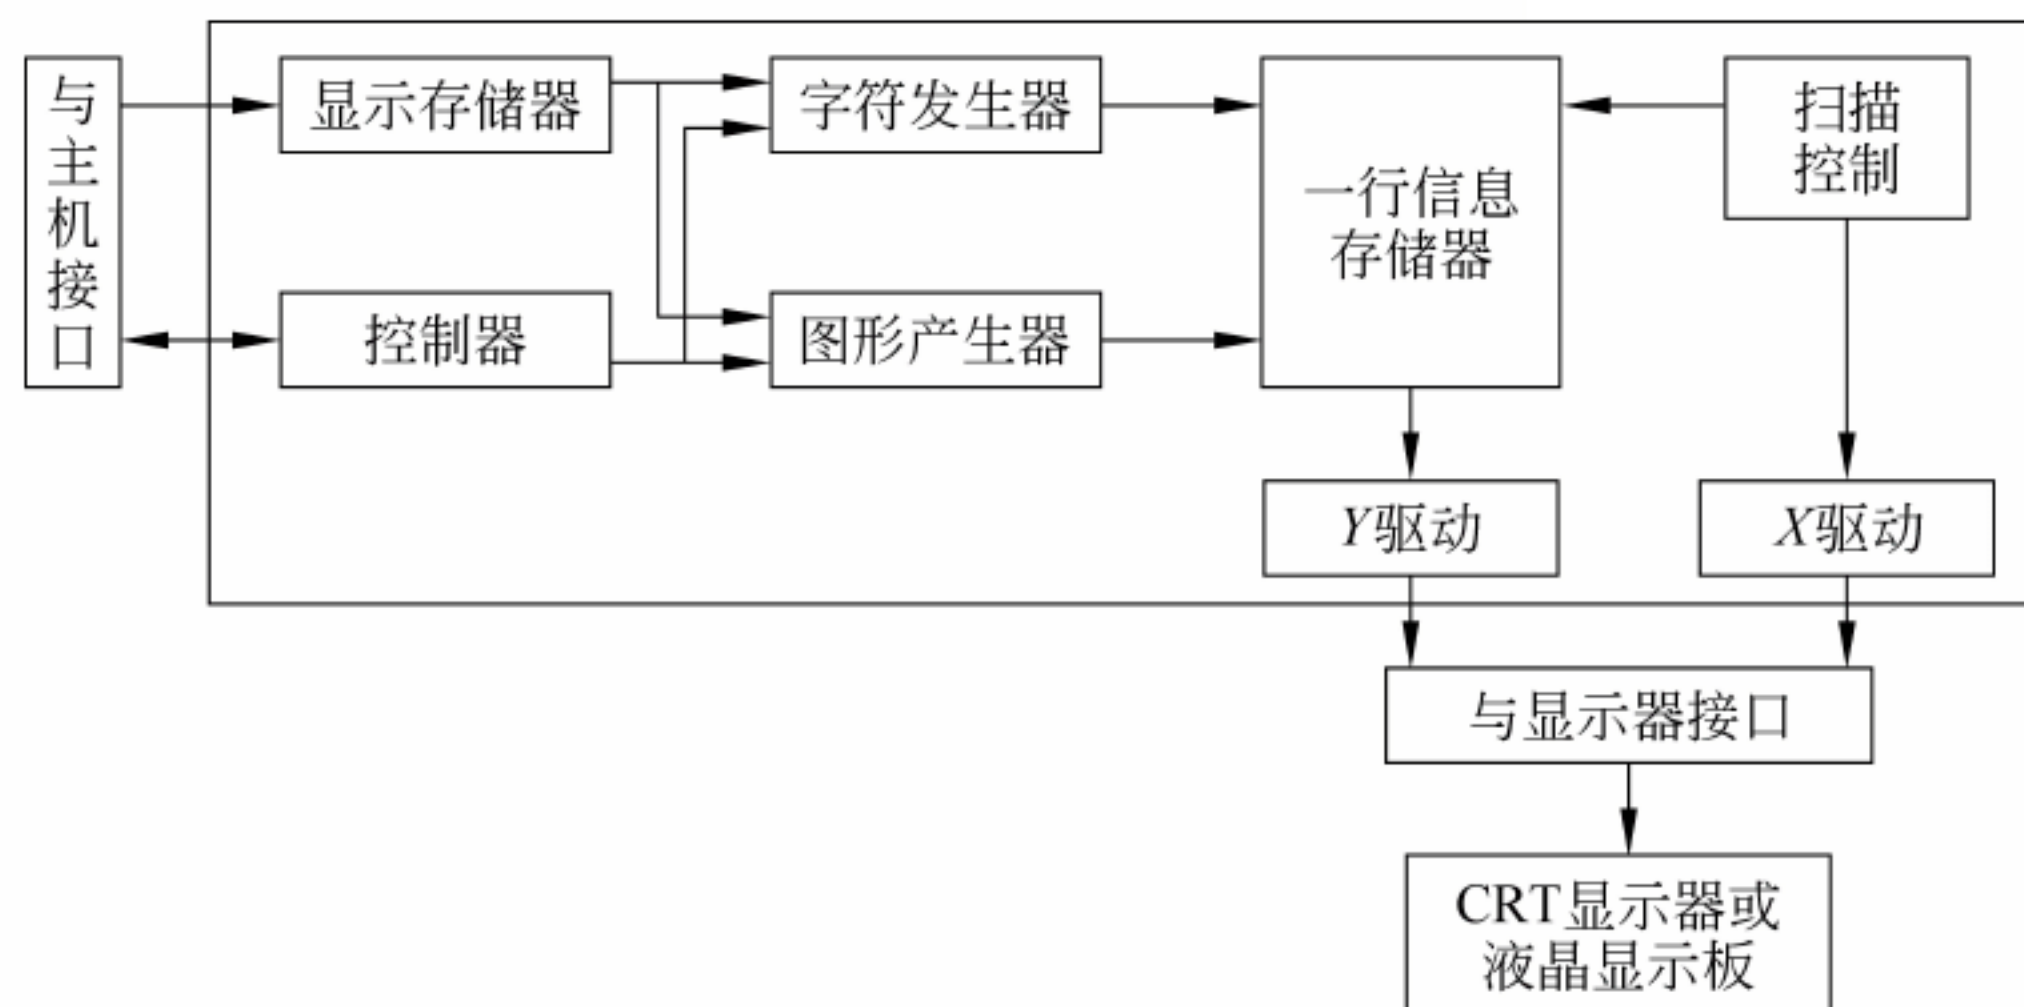 与主机接口
显示存储器
字符发生器
一行信息
存储器
扫描
控制
控制器
图形产生器
Y驱动
X驱动
与显示器接口
CRT显示器或
液晶显示板